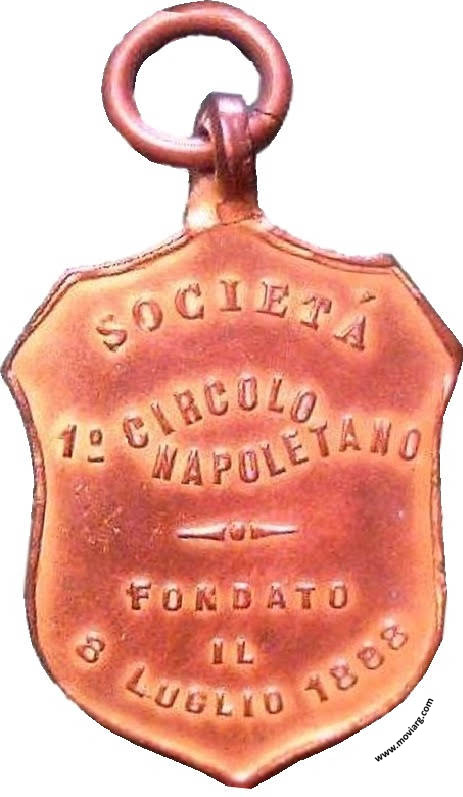 SOCIETÁ
1º CIRCOLO
NAPOLETANO
FONDATO
IL
8 LUGLIO 1888
www.moviarg.com